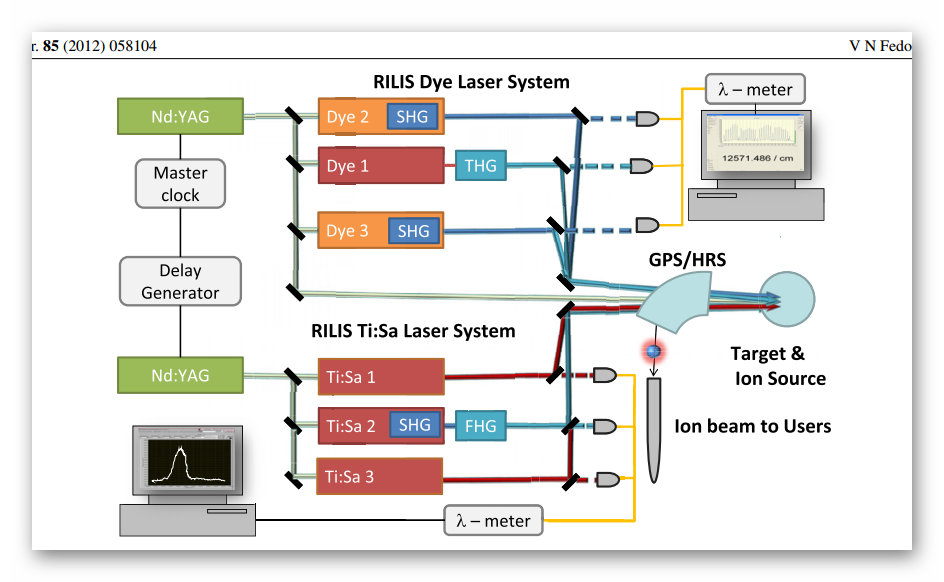 r. 85 (2012) 058104
V N Fedo
RILIS Dye Laser System
λ – meter
Nd:YAG
Dye 2
SHG
12571.486 / cm
Dye 1
THG
Master
clock
Dye 3
SHG
GPS/HRS
Delay
Generator
RILIS Ti:Sa Laser System
Target &
Ion Source
Nd:YAG
Ti:Sa 1
Ti:Sa 2
SHG
FHG
Ion beam to Users
Ti:Sa 3
λ – meter